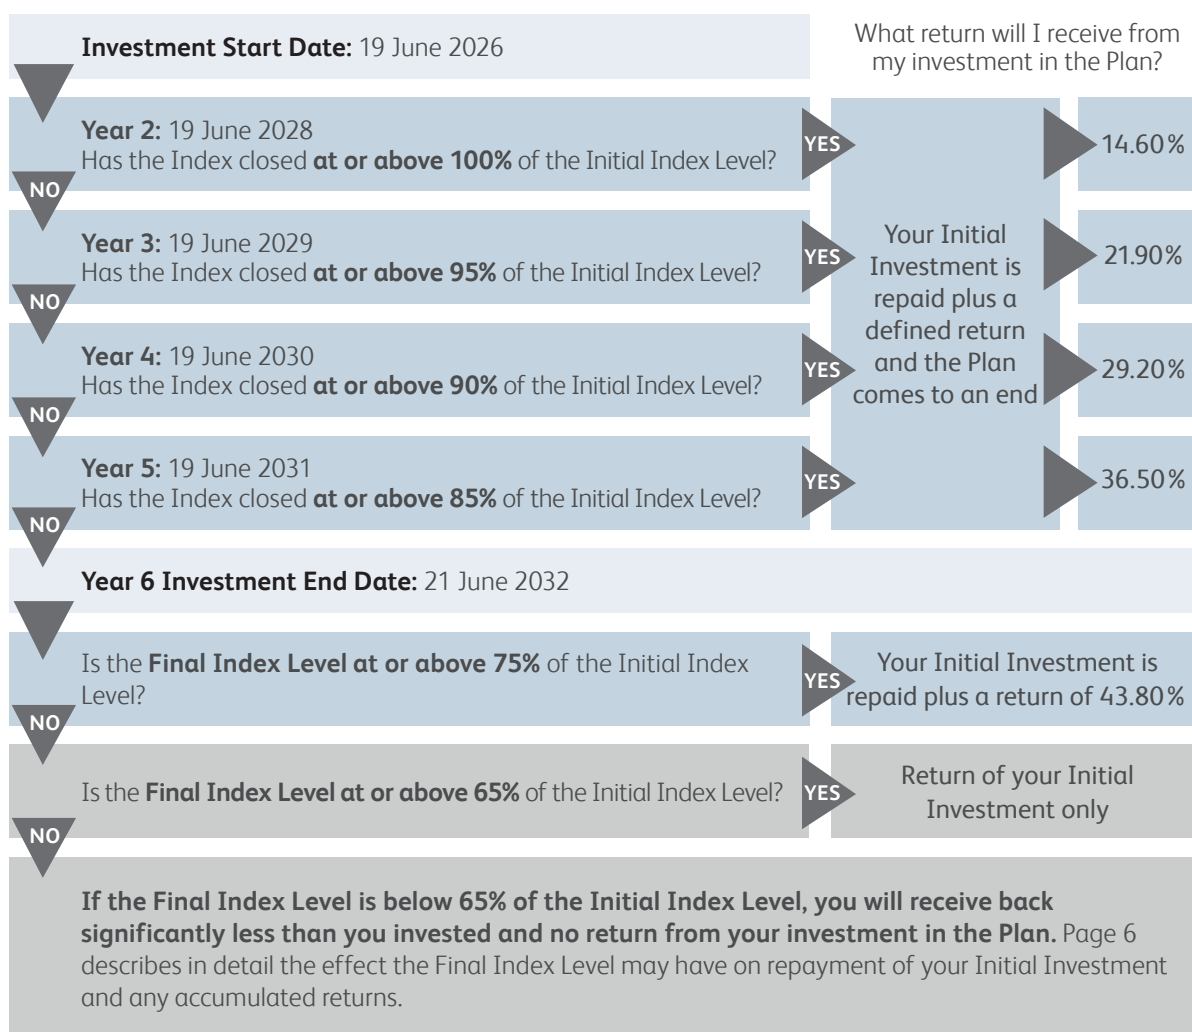 Investment Start Date: 19 June 2026
What return will I receive from
my investment in the Plan?
Year 2: 19 June 2028
Has the Index closed at or above 100% of the Initial Index Level?
YES
14.60%
NO
Year 3: 19 June 2029
Has the Index closed at or above 95% of the Initial Index Level?
YES
21.90%
NO
Year 4: 19 June 2030
Has the Index closed at or above 90% of the Initial Index Level?
YES
29.20%
NO
Year 5: 19 June 2031
Has the Index closed at or above 85% of the Initial Index Level?
YES
36.50%
NO
Your Initial
Investment is
repaid plus a
defined return
and the Plan
comes to an end
Year 6 Investment End Date: 21 June 2032
Is the Final Index Level at or above 75% of the Initial Index
Level?
YES
Your Initial Investment is
repaid plus a return of 43.80%
NO
Is the Final Index Level at or above 65% of the Initial Index Level?
YES
Return of your Initial
Investment only
NO
If the Final Index Level is below 65% of the Initial Index Level, you will receive back
significantly less than you invested and no return from your investment in the Plan. Page 6
describes in detail the effect the Final Index Level may have on repayment of your Initial Investment
and any accumulated returns.